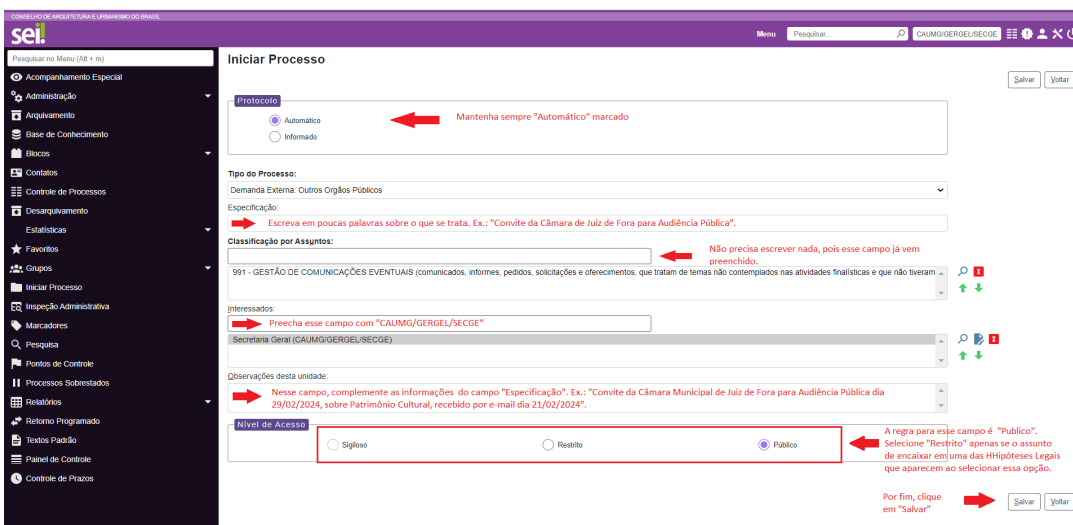 CONSELHO DE ARQUITETURA E URBANISMO DO BRASIL
sei!
Menu
Pesquisar...
CAUMG/GERGEL/SECGE
Pesquisar no Menu (Alt + m)
Acompanhamento Especial
Administração
Arquivamento
Base de Conhecimento
Blocos
Contatos
Controle de Processos
Desarquivamento
Estatísticas
Favoritos
Grupos
Iniciar Processo
Inspeção Administrativa
Marcadores
Pesquisa
Pontos de Controle
Processos Sobrestados
Relatórios
Retorno Programado
Textos Padrão
Painel de Controle
Controle de Prazos
Iniciar Processo
Salvar
Voltar
Protocolo
Automático
Mantenha sempre "Automático" marcado
Informado
Tipo do Processo:
Demanda Externa: Outros Orgãos Públicos
Especificação:
Escreva em poucas palavras sobre o que se trata. Ex.: "Convite da Câmara de Juiz de Fora para Audiência Pública".
Classificação por Assuntos:
Não precisa escrever nada, pois esse campo já vem
preenchido.
991 - GESTÃO DE COMUNICAÇÕES EVENTUAIS (comunicados, informes, pedidos, solicitações e oferecimentos, que tratam de temas não contemplados nas atividades finalísticas e que não tiveram
Interessados:
Preecha esse campo com "CAUMG/GERGEL/SECGE"
Secretaria Geral (CAUMG/GERGEL/SECGE)
Observações desta unidade:
Nesse campo, complemente as informações do campo "Especificação". Ex.: "Convite da Câmara Municipal de Juiz de Fora para Audiência Pública dia
29/02/2024, sobre Patrimônio Cultural, recebido por e-mail dia 21/02/2024".
Nível de Acesso
Sigiloso
Restrito
Público
A regra para esse campo é "Publico".
Selecione "Restrito" apenas se o assunto
de encaixar em uma das HHipóteses Legais
que aparecem ao selecionar essa opção.
Por fim, clique
em "Salvar"
Salvar
Voltar